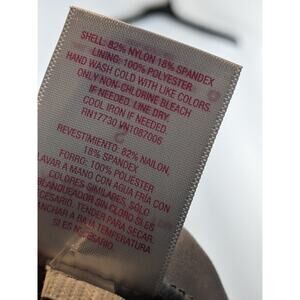 SHELL: 82% NYLON 18% SPANDEX
LINING: 100% POLYESTER
HAND WASH COLD WITH LIKE COLORS.
ONLY NON-CHLORINE BLEACH
IF NEEDED. LINE DRY.
COOL IRON IF NEEDED.
RN17730 VN1087006
REVESTIMIENTO: 82% NAILON,
18% SPANDEX
FORRO: 100% POLIÉSTER
LAVAR A MANO CON AGUA FRÍA CON
COLORES SIMILARES. SÓLO
BLANQUEADOR SIN CLORO SI ES
NECESARIO. TENDER PARA SECAR.
PLANCHAR A BAJA TEMPERATURA
SI ES NECESARIO.